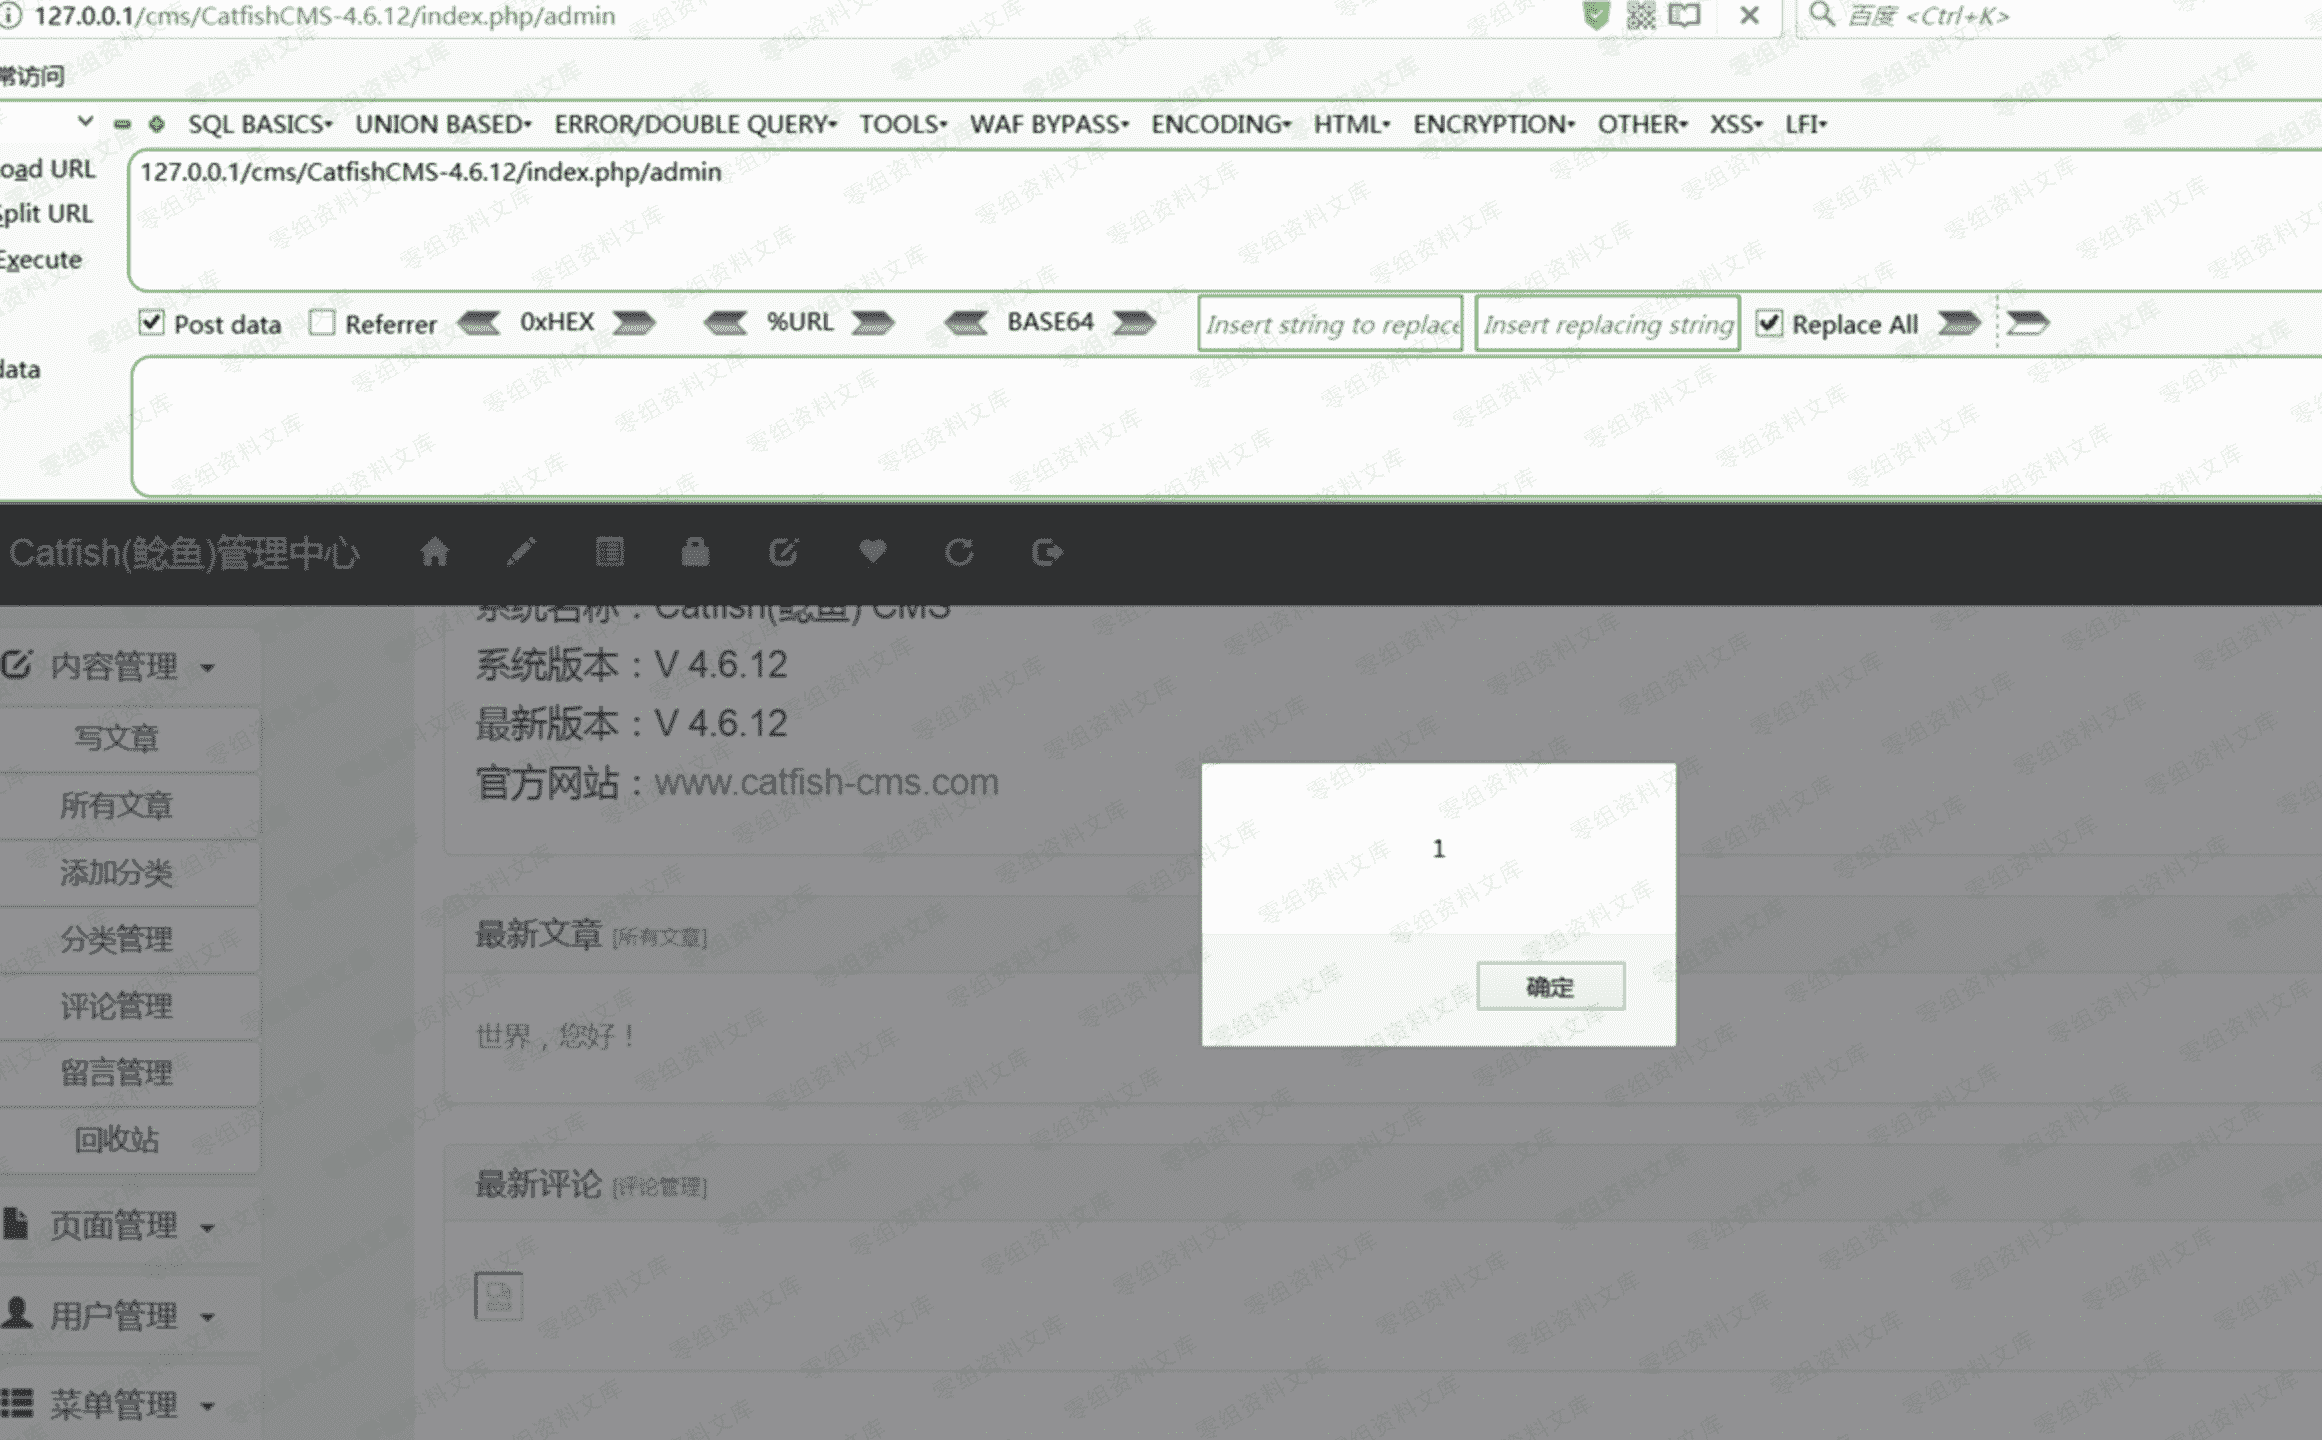 127.0.0.1/cms/CatfishCMS-4.6.12/index.php/admin
百度 <Ctrl+K>
常访问
SQL BASICS
UNION BASED
ERROR/DOUBLE QUERY
TOOLS
WAF BYPASS
ENCODING
HTML
ENCRYPTION
OTHER
XSS
LFI
oad URL
127.0.0.1/cms/CatfishCMS-4.6.12/index.php/admin
Split URL
Execute
Post data
Referrer
0xHEX
%URL
BASE64
Insert string to replace
Insert replacing string
Replace All
data
Catfish(鲶鱼)管理中心
系统名称：Catfish(鲶鱼) CMS
内容管理
系统版本：V 4.6.12
写文章
最新版本：V 4.6.12
官方网站：www.catfish-cms.com
所有文章
添加分类
1
分类管理
最新文章 [所有文章]
确定
评论管理
世界，您好！
留言管理
回收站
最新评论 [评论管理]
页面管理
用户管理
菜单管理
零组资料文库